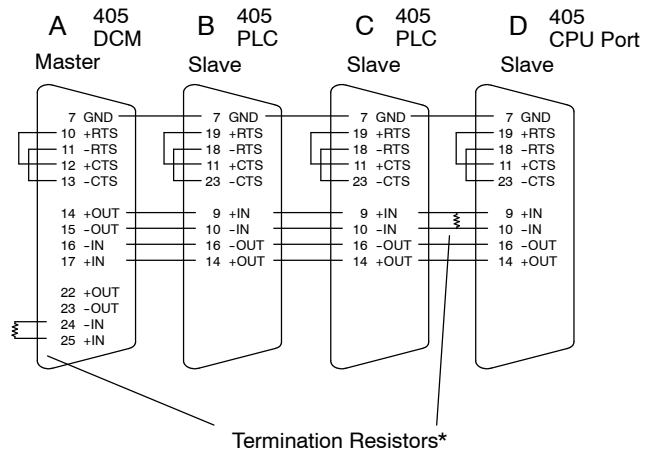 A 405 DCM
Master
B 405 PLC
Slave
C 405 PLC
Slave
D 405 CPU Port
Slave
7 GND
10 +RTS
11 −RTS
12 +CTS
13 −CTS
14 +OUT
15 −OUT
16 −IN
17 +IN
22 +OUT
23 −OUT
24 −IN
25 +IN
7 GND
19 +RTS
18 −RTS
11 +CTS
23 −CTS
9 +IN
10 −IN
16 −OUT
14 +OUT
7 GND
19 +RTS
18 −RTS
11 +CTS
23 −CTS
9 +IN
10 −IN
16 −OUT
14 +OUT
7 GND
19 +RTS
18 −RTS
11 +CTS
23 −CTS
9 +IN
10 −IN
16 −OUT
14 +OUT
Termination Resistors*